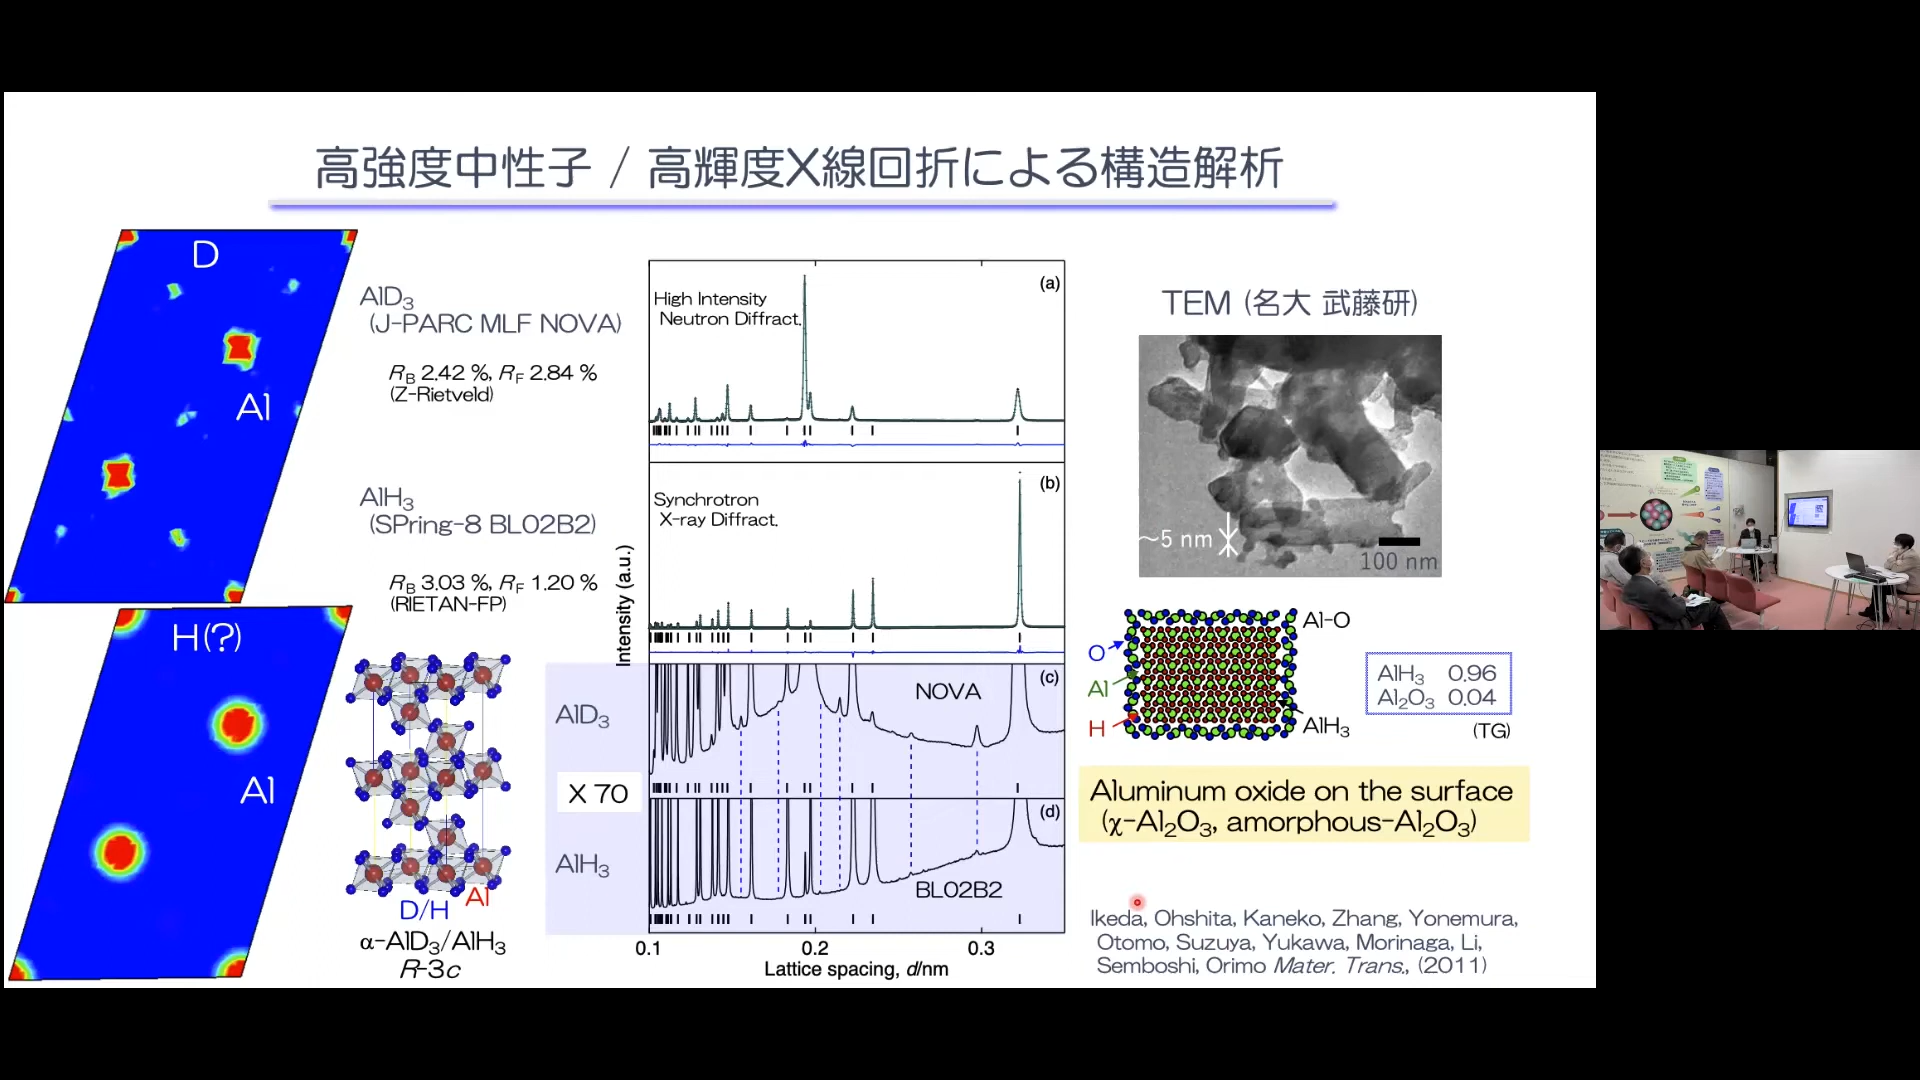 高強度中性子 / 高輝度X線回折による構造解析
D
Al
AlD₃
(J-PARC MLF NOVA)
R_B 2.42 %, R_F 2.84 %
(Z-Rietveld)
AlH₃
(SPring-8 BL02B2)
R_B 3.03 %, R_F 1.20 %
(RIETAN-FP)
H(?)
Al
D/H
Al
α-AlD₃/AlH₃
R-3c
(a)
High Intensity
Neutron Diffract.
(b)
Synchrotron
X-ray Diffract.
Intensity (a.u.)
(c)
NOVA
AlD₃
X 70
(d)
AlH₃
BL02B2
0.1
0.2
0.3
Lattice spacing, d/nm
TEM (名大 武藤研)
~5 nm
100 nm
Al-O
O
Al
H
AlH₃
AlH₃ 0.96
Al₂O₃ 0.04
(TG)
Aluminum oxide on the surface
(χ-Al₂O₃, amorphous-Al₂O₃)
Ikeda, Ohshita, Kaneko, Zhang, Yonemura,
Otomo, Suzuya, Yukawa, Morinaga, Li,
Semboshi, Orimo Mater. Trans., (2011)